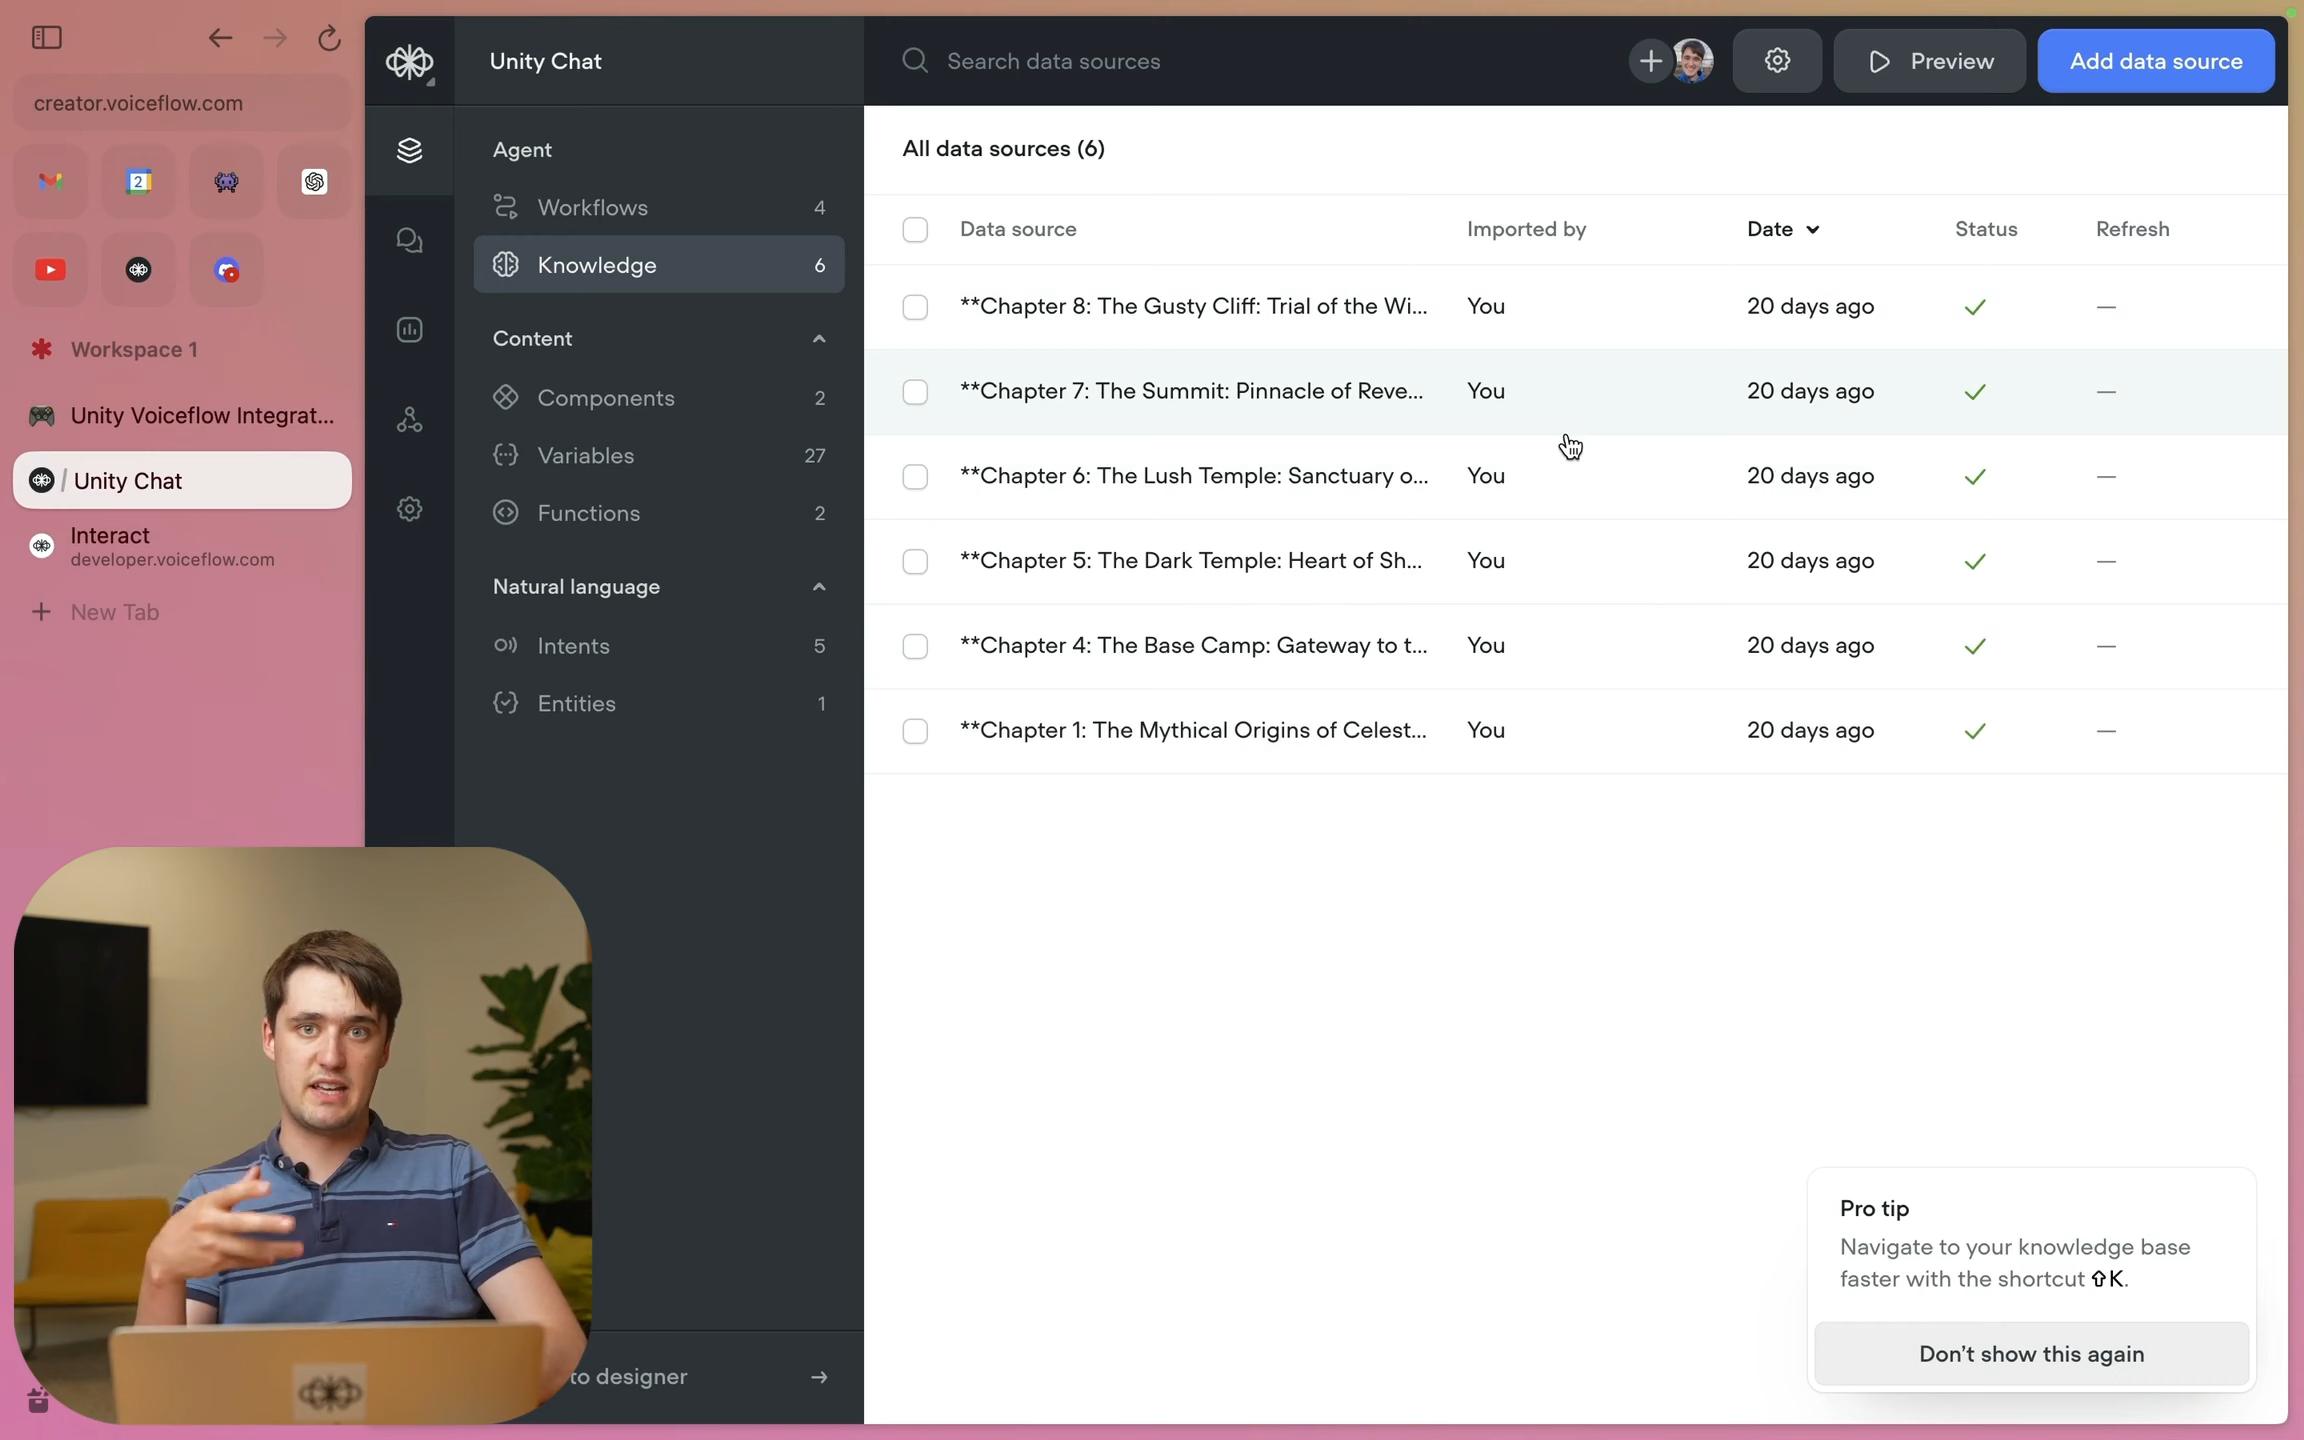 creator.voiceflow.com
2
Workspace 1
Unity Voiceflow Integrat...
/ Unity Chat
Interact
developer.voiceflow.com
New Tab
Unity Chat
Agent
Workflows 4
Knowledge 6
Content
Components 2
Variables 27
Functions 2
Natural language
Intents 5
Entities 1
to designer
Search data sources
Preview
Add data source
All data sources (6)
Data source Imported by Date Status Refresh
**Chapter 8: The Gusty Cliff: Trial of the Wi... You 20 days ago —
**Chapter 7: The Summit: Pinnacle of Reve... You 20 days ago —
**Chapter 6: The Lush Temple: Sanctuary o... You 20 days ago —
**Chapter 5: The Dark Temple: Heart of Sh... You 20 days ago —
**Chapter 4: The Base Camp: Gateway to t... You 20 days ago —
**Chapter 1: The Mythical Origins of Celest... You 20 days ago —
Pro tip
Navigate to your knowledge base
faster with the shortcut ⇧K.
Don't show this again